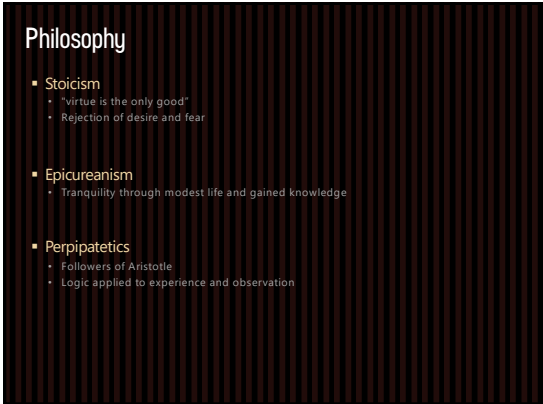 Philosophy
Stoicism
"virtue is the only good"
Rejection of desire and fear
Epicureanism
Tranquility through modest life and gained knowledge
Perpipatetics
Followers of Aristotle
Logic applied to experience and observation